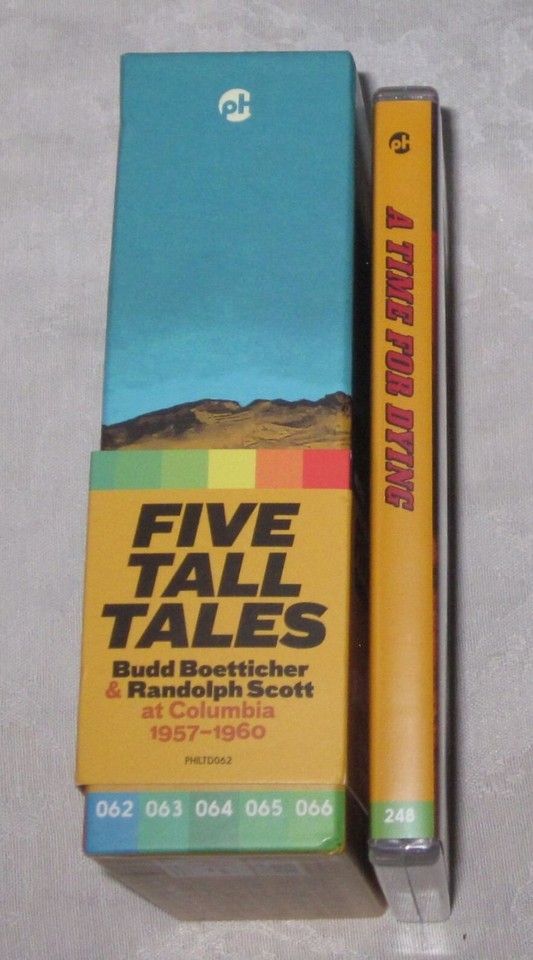 pH
FIVE
TALL
TALES
Budd Boetticher
& Randolph Scott
at Columbia
1957–1960
PHILTD062
062 063 064 065 066
pH
A TIME FOR DYING
248